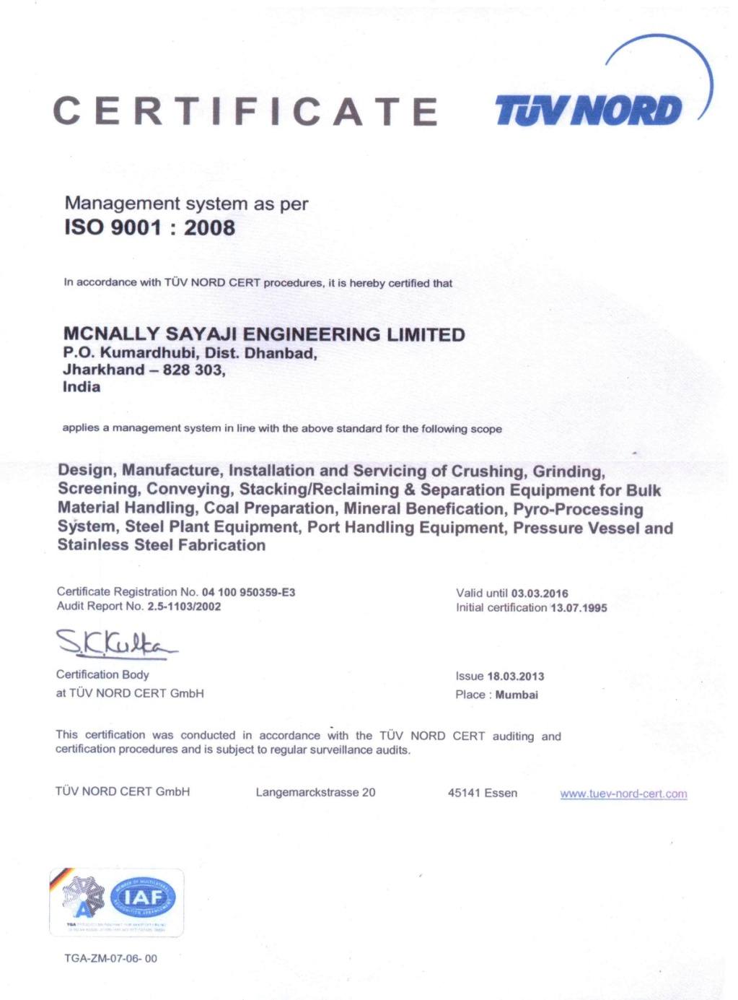 CERTIFICATE
TÜV NORD
Management system as per
ISO 9001 : 2008
In accordance with TÜV NORD CERT procedures, it is hereby certified that
MCNALLY SAYAJI ENGINEERING LIMITED
P.O. Kumardhubi, Dist. Dhanbad,
Jharkhand – 828 303,
India
applies a management system in line with the above standard for the following scope
Design, Manufacture, Installation and Servicing of Crushing, Grinding,
Screening, Conveying, Stacking/Reclaiming & Separation Equipment for Bulk
Material Handling, Coal Preparation, Mineral Benefication, Pyro-Processing
System, Steel Plant Equipment, Port Handling Equipment, Pressure Vessel and
Stainless Steel Fabrication
Certificate Registration No. 04 100 950359-E3
Audit Report No. 2.5-1103/2002
Valid until 03.03.2016
Initial certification 13.07.1995
S.K.Kulka
Certification Body
at TÜV NORD CERT GmbH
Issue 18.03.2013
Place : Mumbai
This certification was conducted in accordance with the TÜV NORD CERT auditing and
certification procedures and is subject to regular surveillance audits.
TÜV NORD CERT GmbH Langemarckstrasse 20 45141 Essen www.tuev-nord-cert.com
MEMBER OF MULTILATERAL
IAF
RECOGNITION ARRANGEMENT
A
TGA
TGA-ZM-07-06- 00